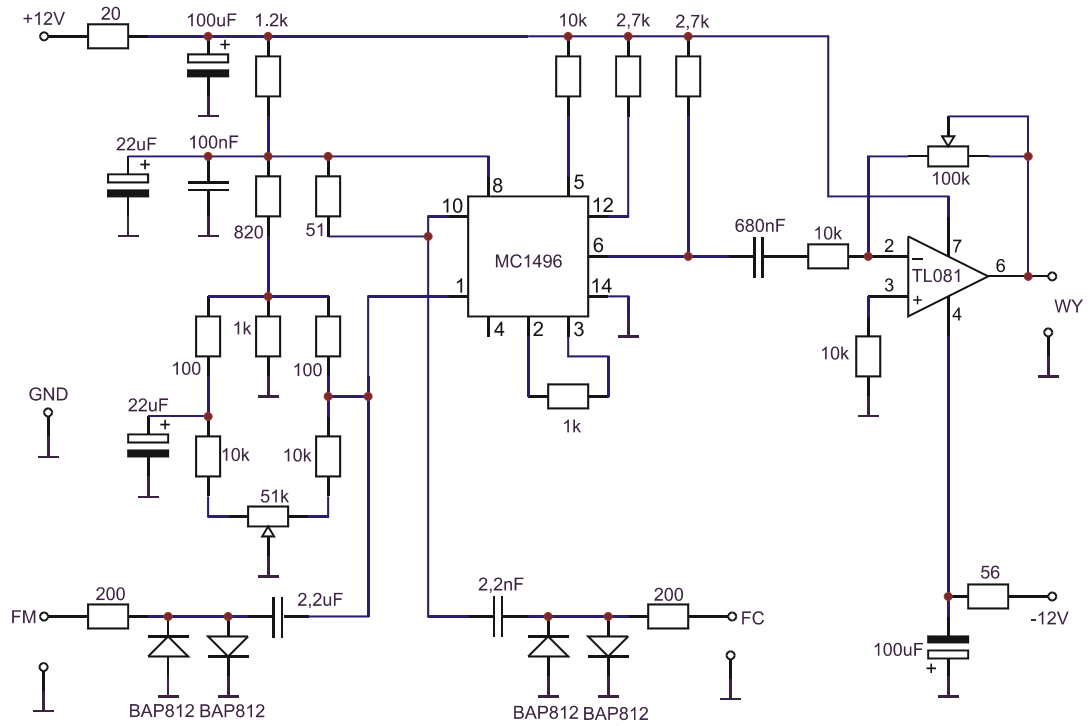 +12V
20
100uF
+
1.2k
10k
2,7k
2,7k
22uF
+
100nF
820
51
10
8
5
12
6
14
1
4
2
3
MC1496
1k
680nF
10k
100k
2
3
7
6
4
TL081
WY
10k
100
1k
100
GND
22uF
+
10k
10k
51k
FM
200
2,2uF
BAP812
BAP812
2,2nF
200
FC
BAP812
BAP812
56
-12V
100uF
+